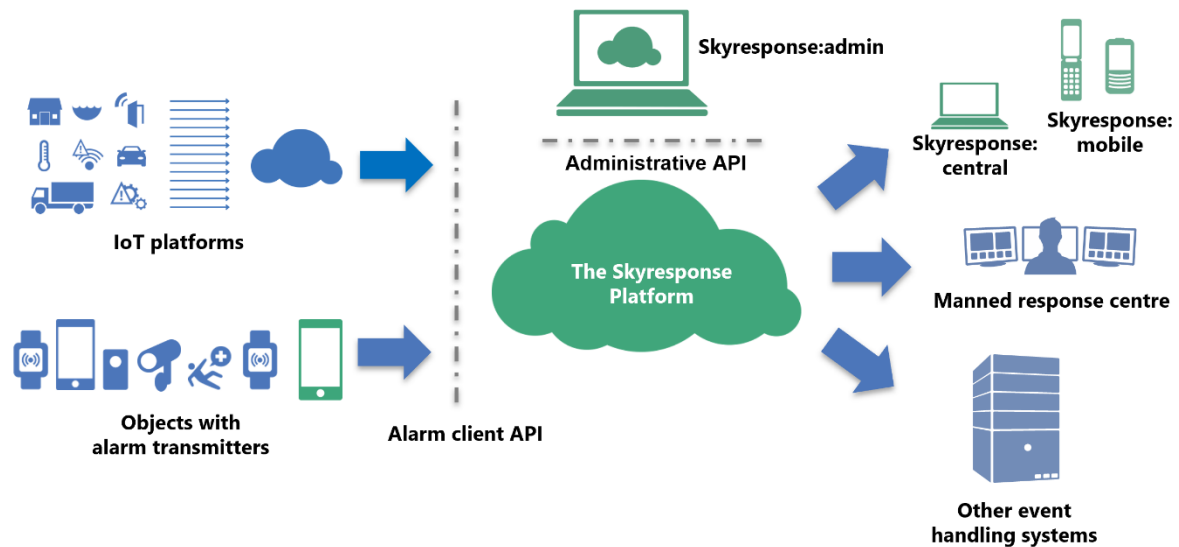 Skyresponse:admin
Administrative API
IoT platforms
Objects with
alarm transmitters
Alarm client API
The Skyresponse
Platform
Skyresponse:
central
Skyresponse:
mobile
Manned response centre
Other event
handling systems